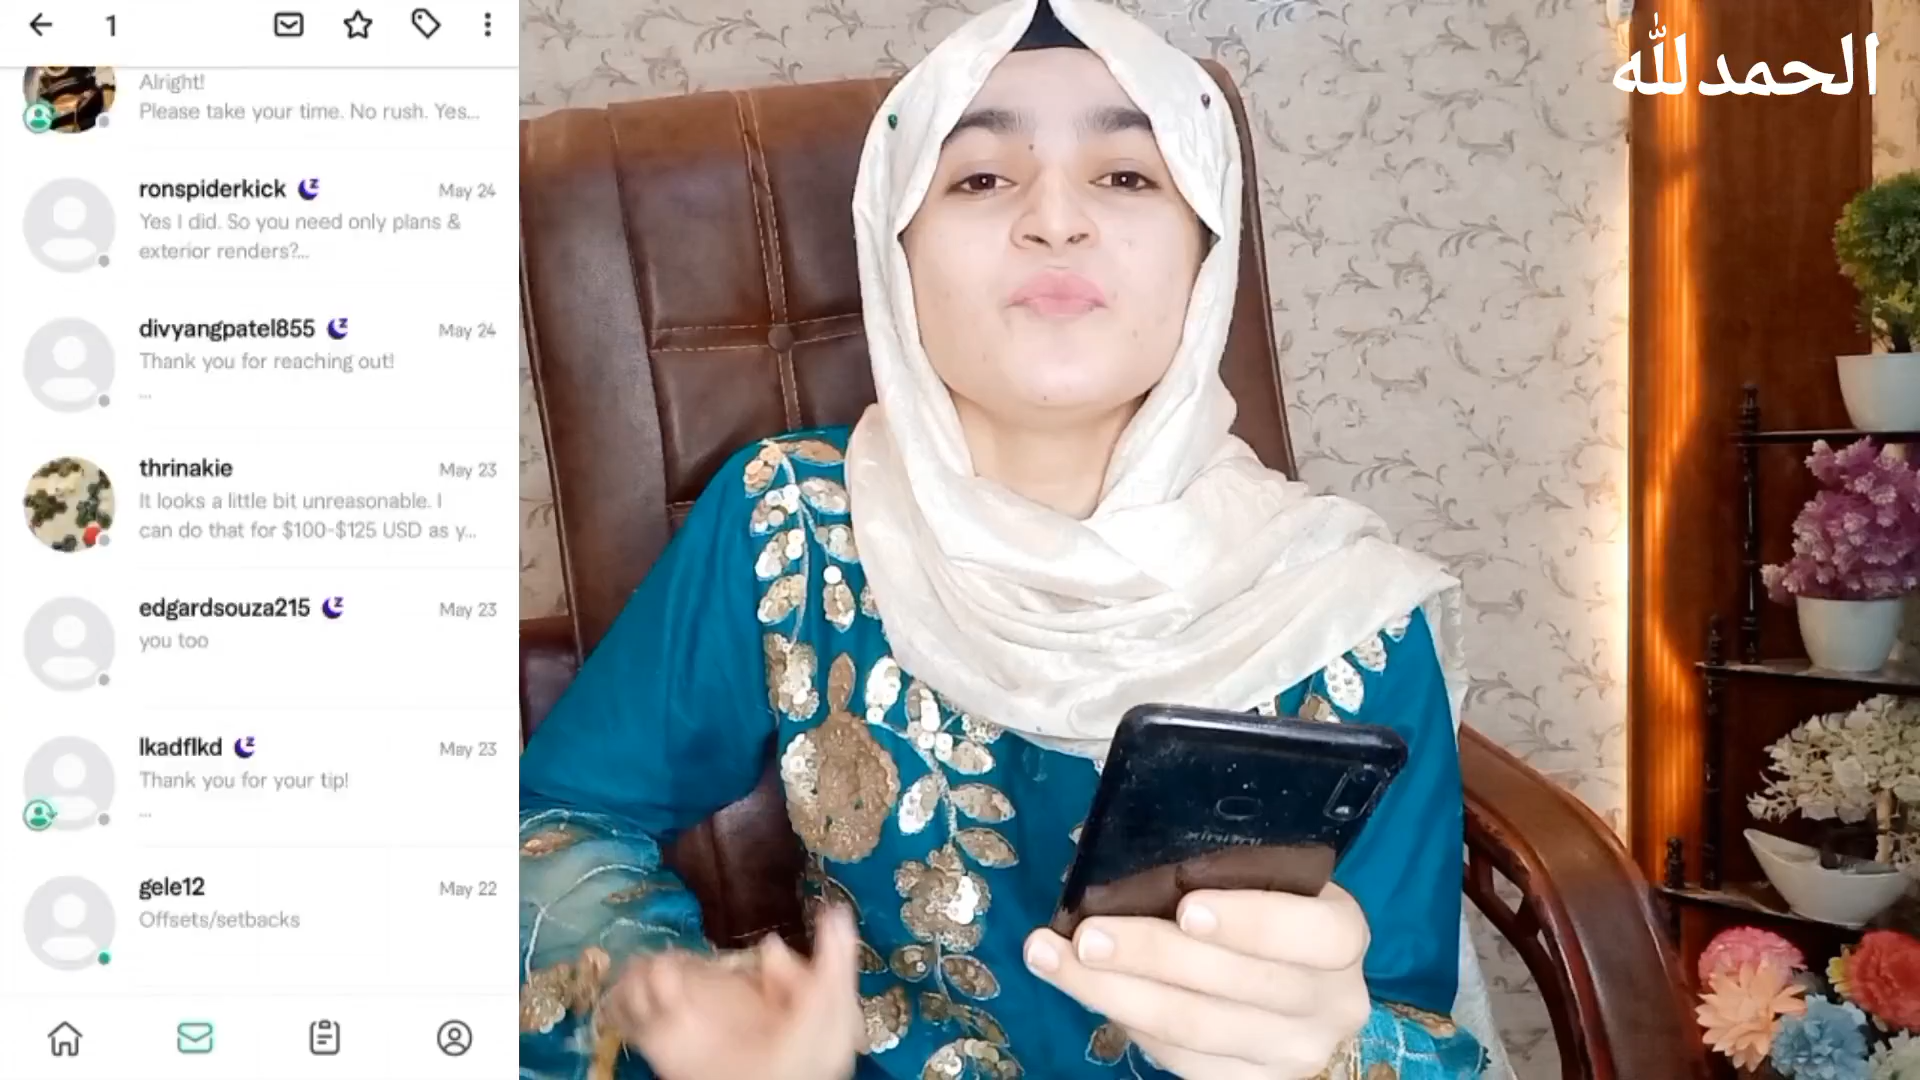 1
Alright!
Please take your time. No rush. Yes...
ronspiderkick
May 24
Yes I did. So you need only plans &
exterior renders?...
divyangpatel855
May 24
Thank you for reaching out!
...
thrinakie
May 23
It looks a little bit unreasonable. I
can do that for $100-$125 USD as y...
edgardsouza215
May 23
you too
lkadflkd
May 23
Thank you for your tip!
...
gele12
May 22
Offsets/setbacks
الحمدلله